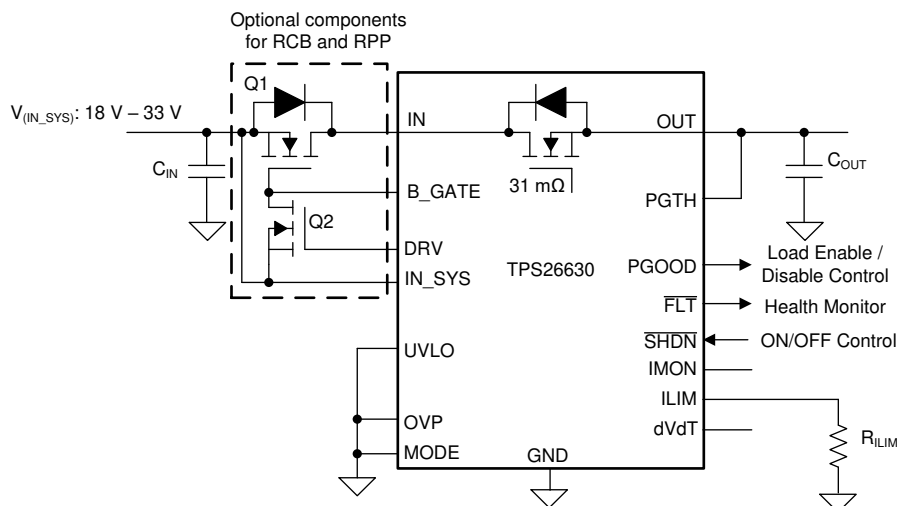 Optional components
for RCB and RPP
Q1
V(IN_SYS): 18 V – 33 V
IN
OUT
CIN
COUT
31 mΩ
B_GATE
PGTH
Q2
DRV
TPS26630
PGOOD
Load Enable /
Disable Control
IN_SYS
FLT
Health Monitor
SHDN
ON/OFF Control
UVLO
IMON
ILIM
OVP
dVdT
RILIM
MODE
GND